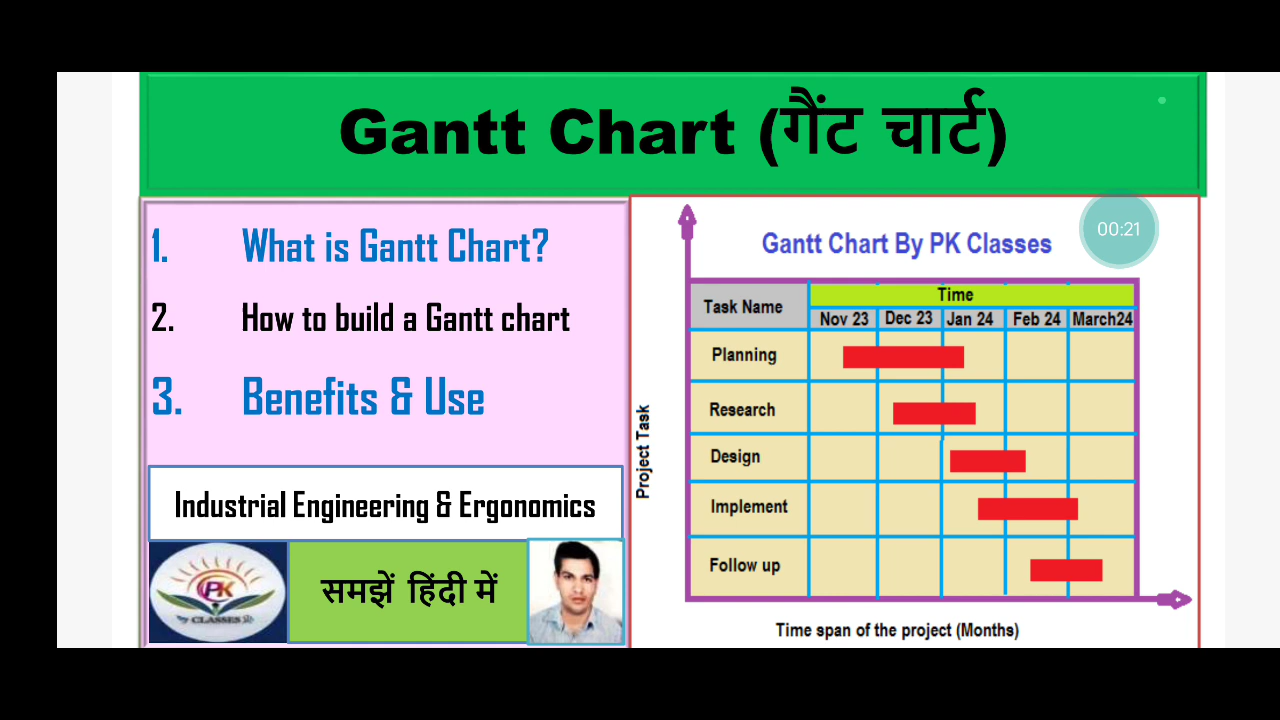 Gantt Chart (गैंट चार्ट)
1. What is Gantt Chart?
2. How to build a Gantt chart
3. Benefits & Use
Industrial Engineering & Ergonomics
PK
CLASSES
समझें हिंदी में
00:21
Gantt Chart By PK Classes
Task Name
Time
Nov 23 Dec 23 Jan 24 Feb 24 March24
Planning
Research
Design
Implement
Follow up
Project Task
Time span of the project (Months)